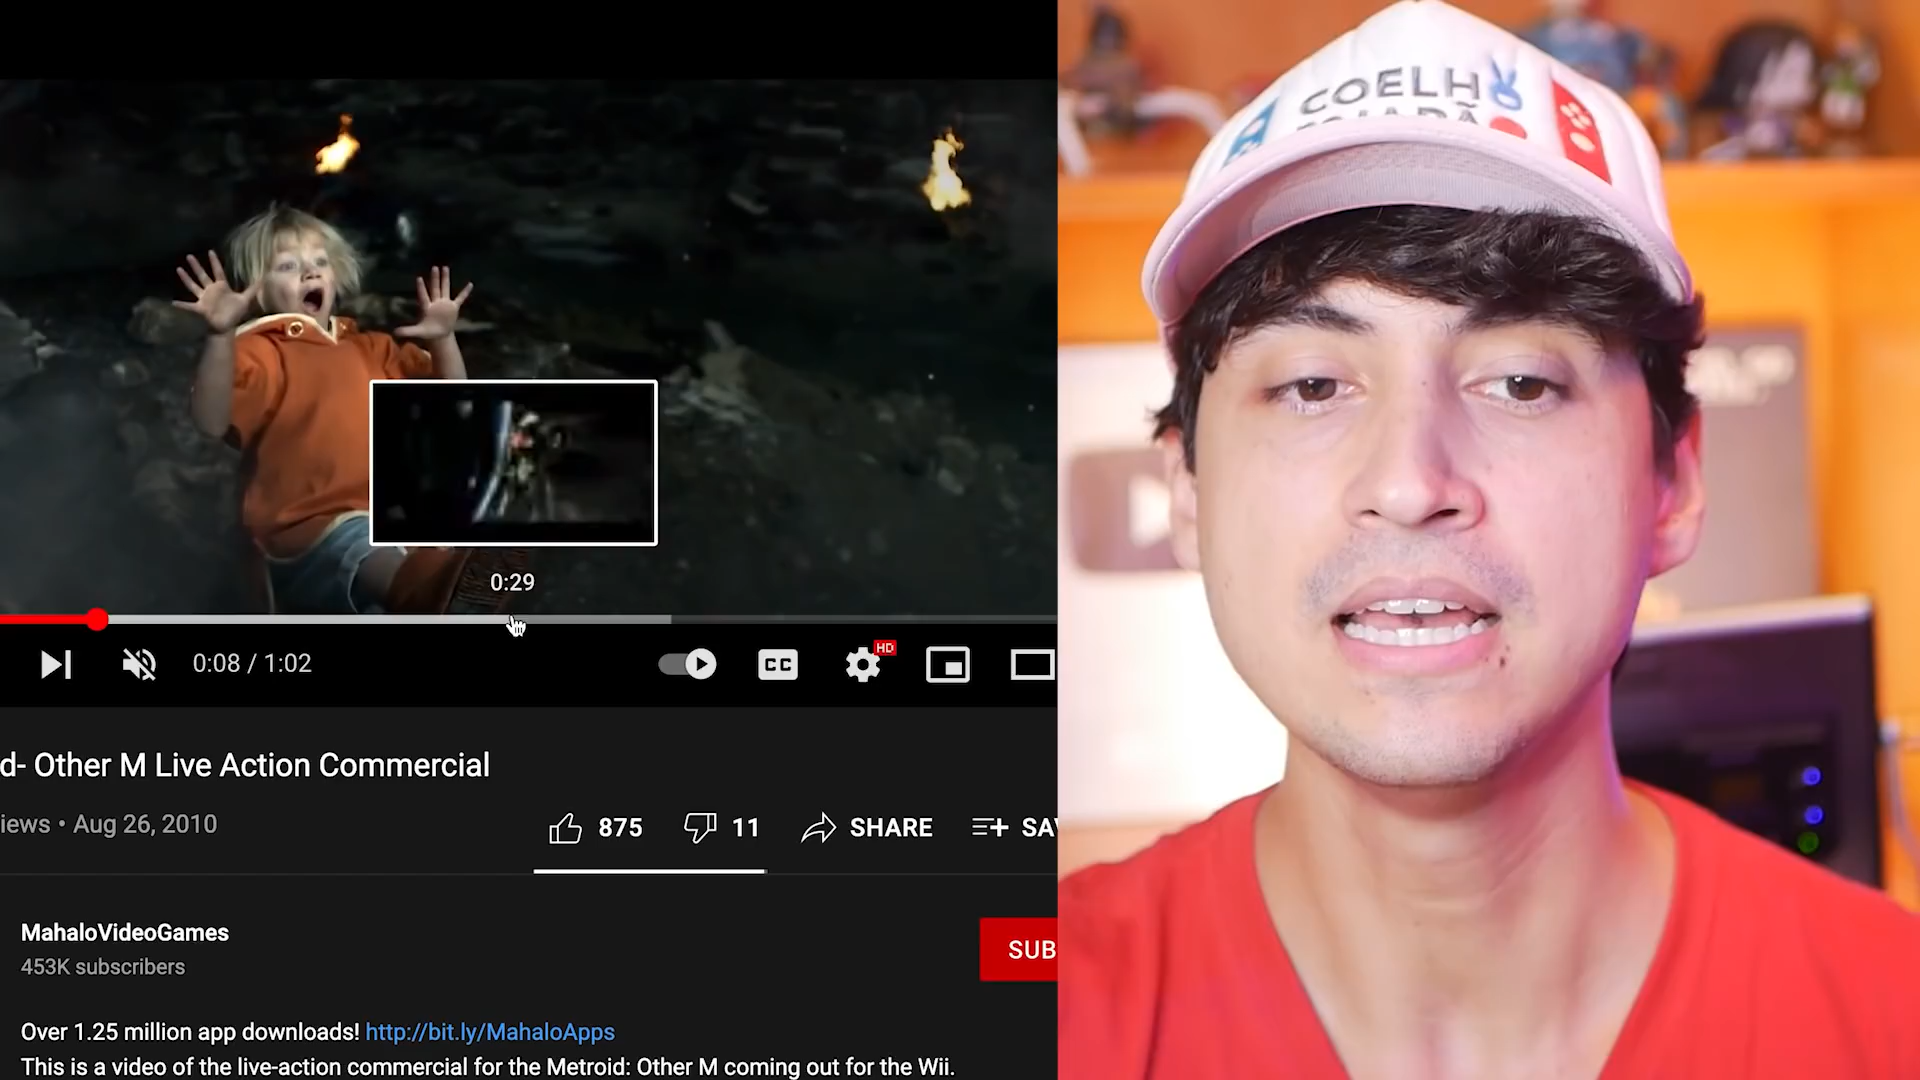 COELH
0:29
HD
CC
0:08 / 1:02
d- Other M Live Action Commercial
iews • Aug 26, 2010
875
11
SHARE
SAV
MahaloVideoGames
453K subscribers
SUB
Over 1.25 million app downloads! http://bit.ly/MahaloApps
This is a video of the live-action commercial for the Metroid: Other M coming out for the Wii.